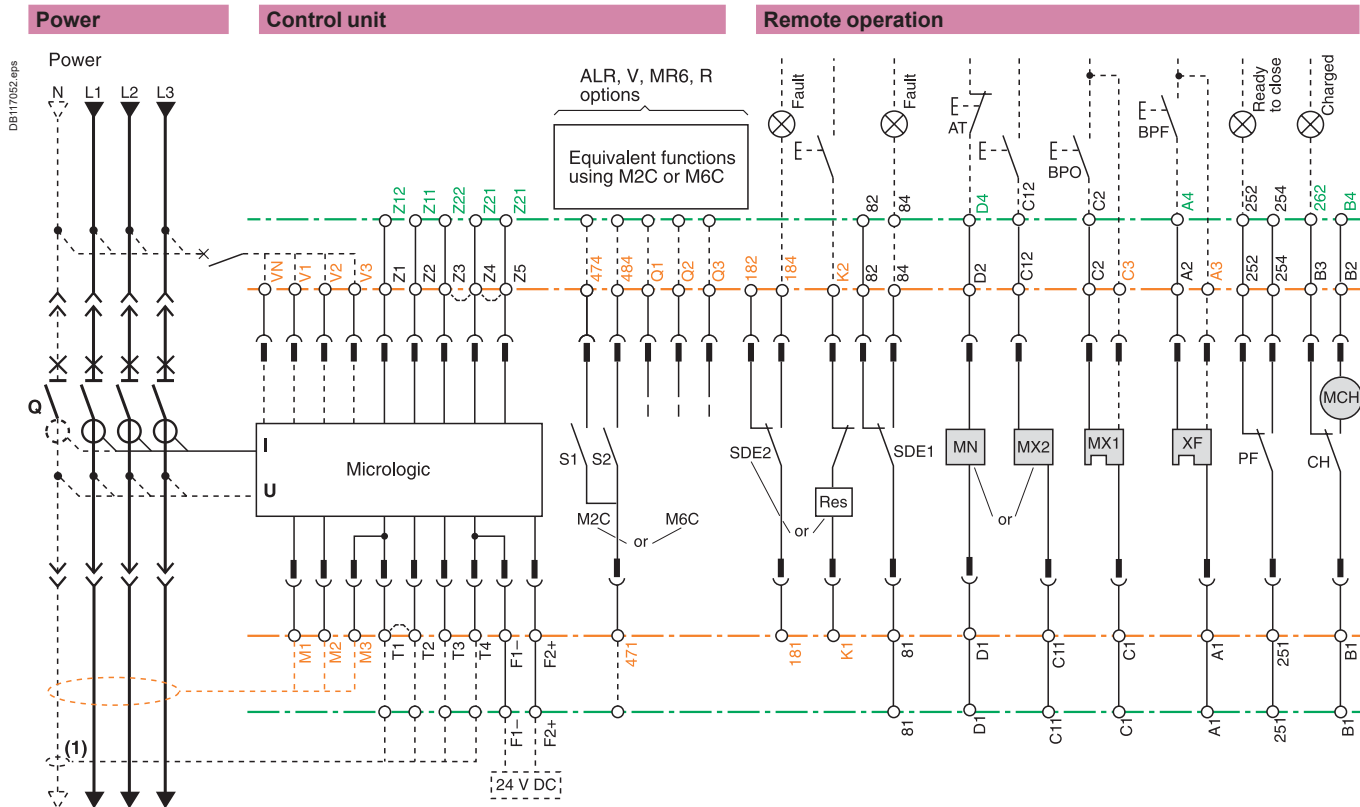 Power
Control unit
Remote operation
DB117052.eps
Power
N L1 L2 L3
ALR, V, MR6, R
options
Equivalent functions
using M2C or M6C
Fault
Fault
AT
BPO
BPF
Ready
to close
Charged
Z12 Z11 Z22 Z21 Z21
82 84 D4 C12 C2 A4 252 254 262 B4
VN V1 V2 V3 Z1 Z2 Z3 Z4 Z5 474 484 Q1 Q2 Q3 182 184 K2 82 84 D2 C12 C2 C3 A2 A3 252 254 B3 B2
Q
MCH
I
Micrologic
U
S1 S2
SDE2
SDE1
MN
MX2
MX1
XF
PF
CH
Res
M2C or M6C
or
or
M1 M2 M3 T1 T2 T3 T4 F1– F2+ 471 181 K1 81 D1 C11 C1 A1 251 B1
(1)
F1– F2+ 81 D1 C11 C1 A1 251 B1
24 V DC